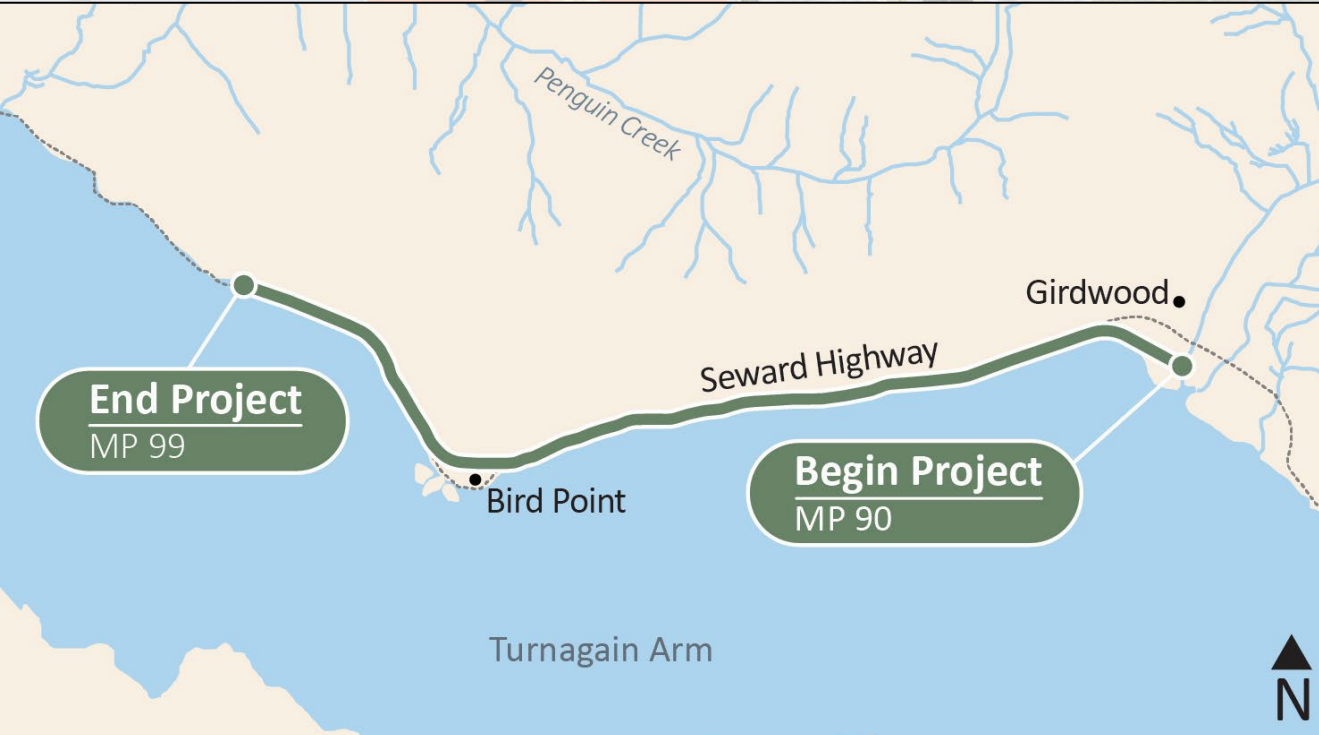 Penguin Creek
Girdwood
Seward Highway
End Project
MP 99
Begin Project
MP 90
Bird Point
Turnagain Arm
N